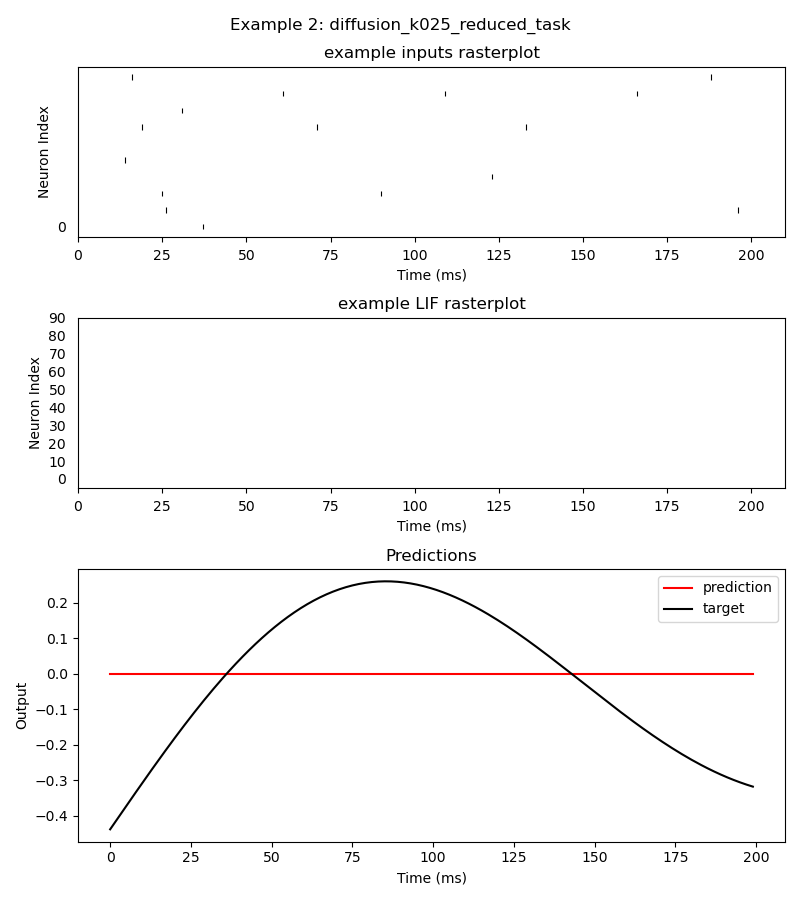 Example 2: diffusion_k025_reduced_task
example inputs rasterplot
Neuron Index
0
0 25 50 75 100 125 150 175 200
Time (ms)
example LIF rasterplot
Neuron Index
90
80
70
60
50
40
30
20
10
0
0 25 50 75 100 125 150 175 200
Time (ms)
Predictions
prediction
target
Output
0.2
0.1
0.0
−0.1
−0.2
−0.3
−0.4
0 25 50 75 100 125 150 175 200
Time (ms)